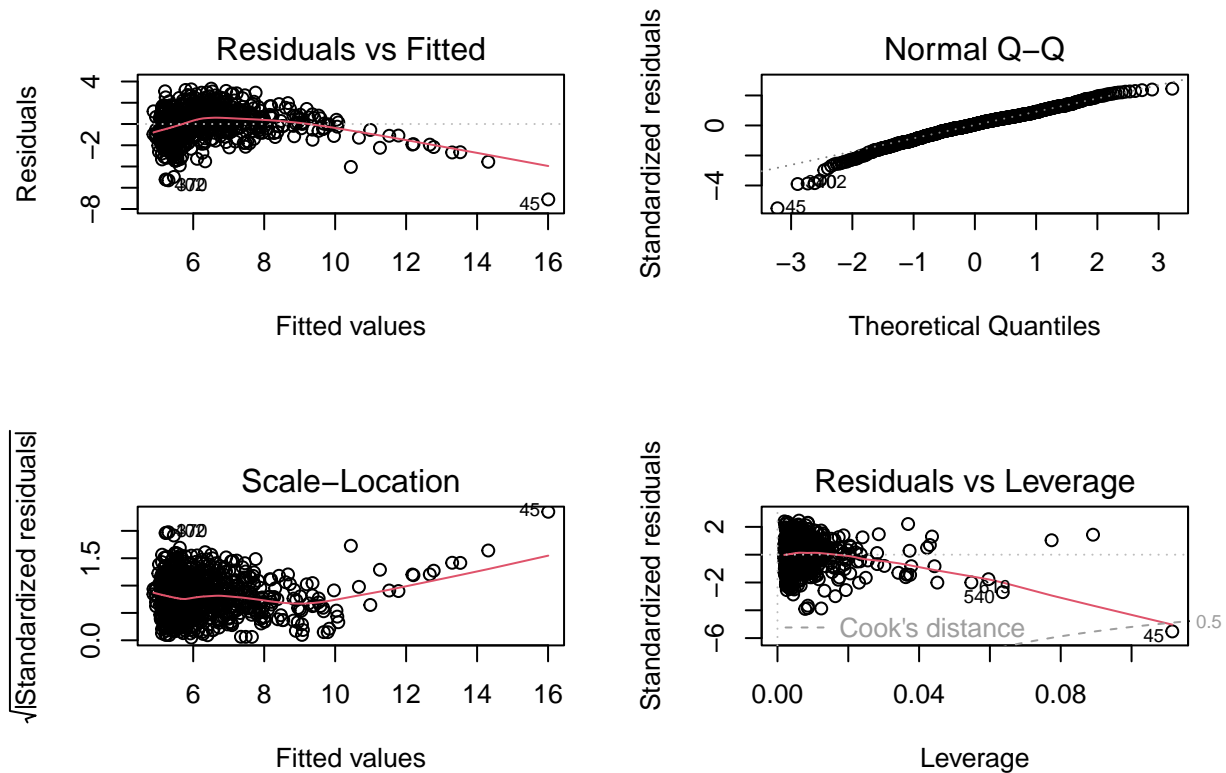 Residuals vs Fitted
Residuals
4
−2
−8
45
6 8 10 12 14 16
Fitted values
Normal Q−Q
Standardized residuals
0
−4
45
−3 −2 −1 0 1 2 3
Theoretical Quantiles
Scale−Location
√|Standardized residuals|
1.5
0.0
45
6 8 10 12 14 16
Fitted values
Residuals vs Leverage
Standardized residuals
2
−2
−6
540
45
Cook's distance
0.5
0.00 0.04 0.08
Leverage